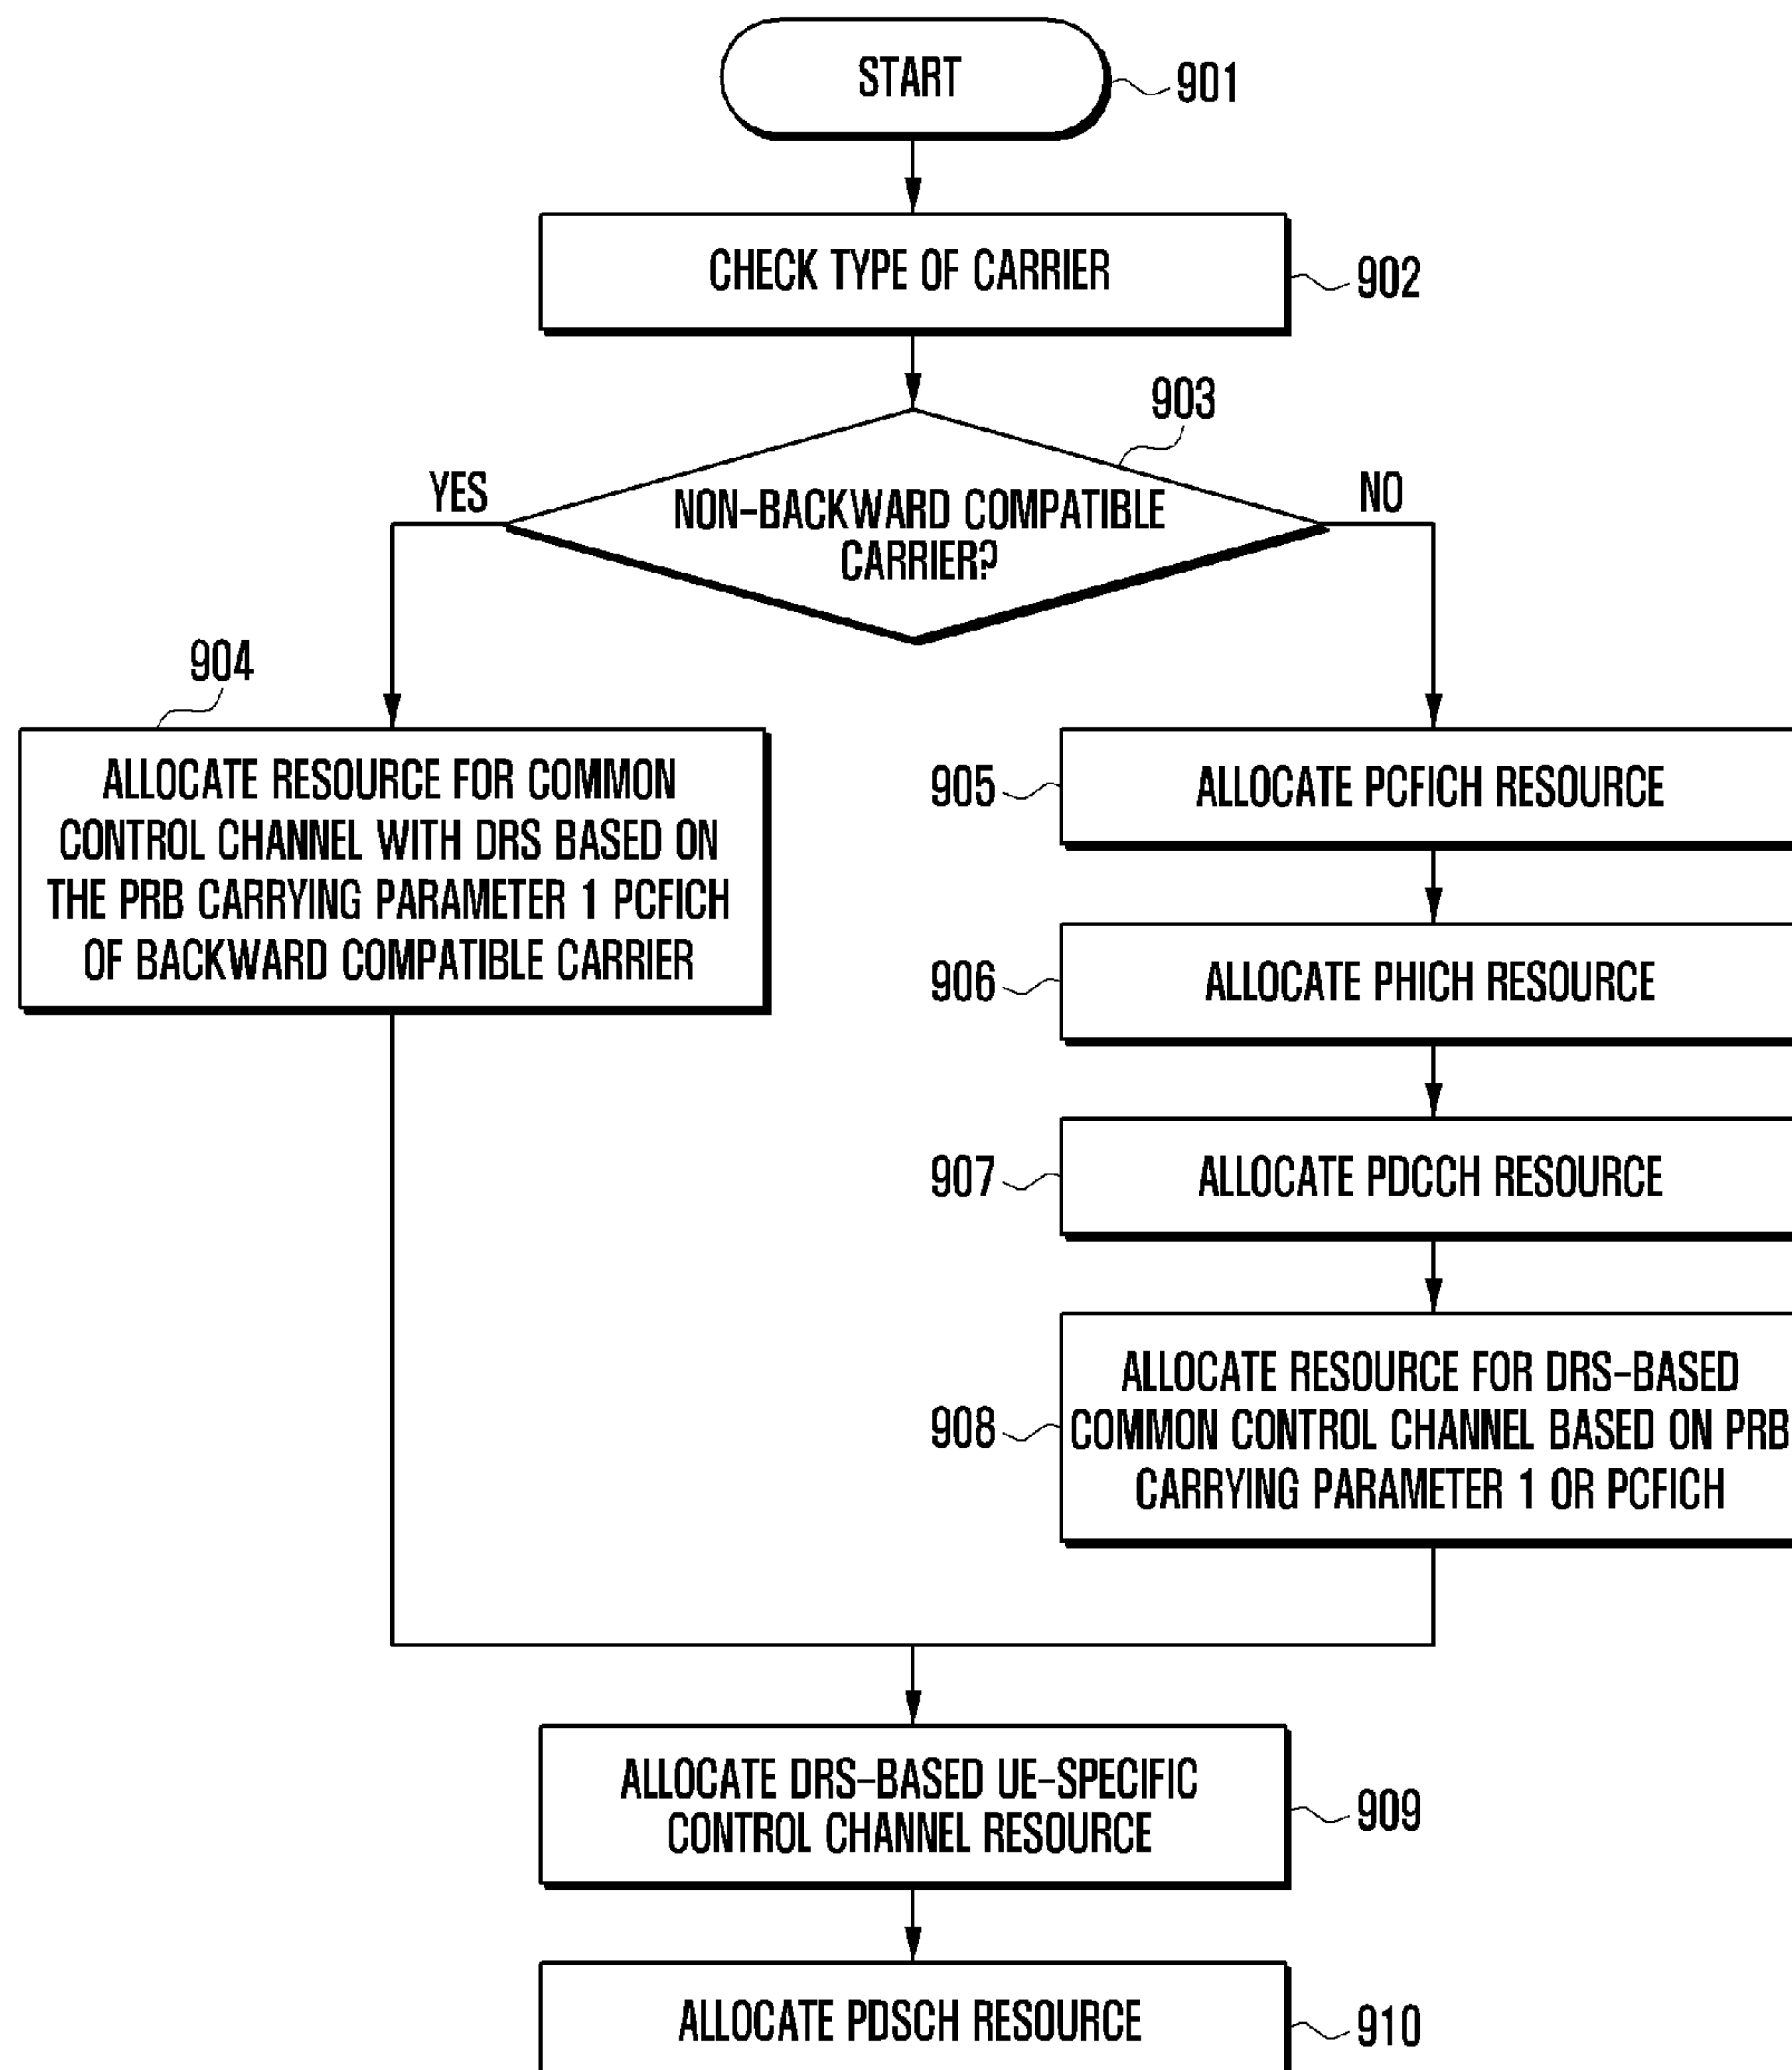 START
901
CHECK TYPE OF CARRIER
902
903
YES
NON-BACKWARD COMPATIBLE
CARRIER?
NO
904
ALLOCATE RESOURCE FOR COMMON
CONTROL CHANNEL WITH DRS BASED ON
THE PRB CARRYING PARAMETER 1 PCFICH
OF BACKWARD COMPATIBLE CARRIER
905
ALLOCATE PCFICH RESOURCE
906
ALLOCATE PHICH RESOURCE
907
ALLOCATE PDCCH RESOURCE
908
ALLOCATE RESOURCE FOR DRS-BASED
COMMON CONTROL CHANNEL BASED ON PRB
CARRYING PARAMETER 1 OR PCFICH
ALLOCATE DRS-BASED UE-SPECIFIC
CONTROL CHANNEL RESOURCE
909
ALLOCATE PDSCH RESOURCE
910